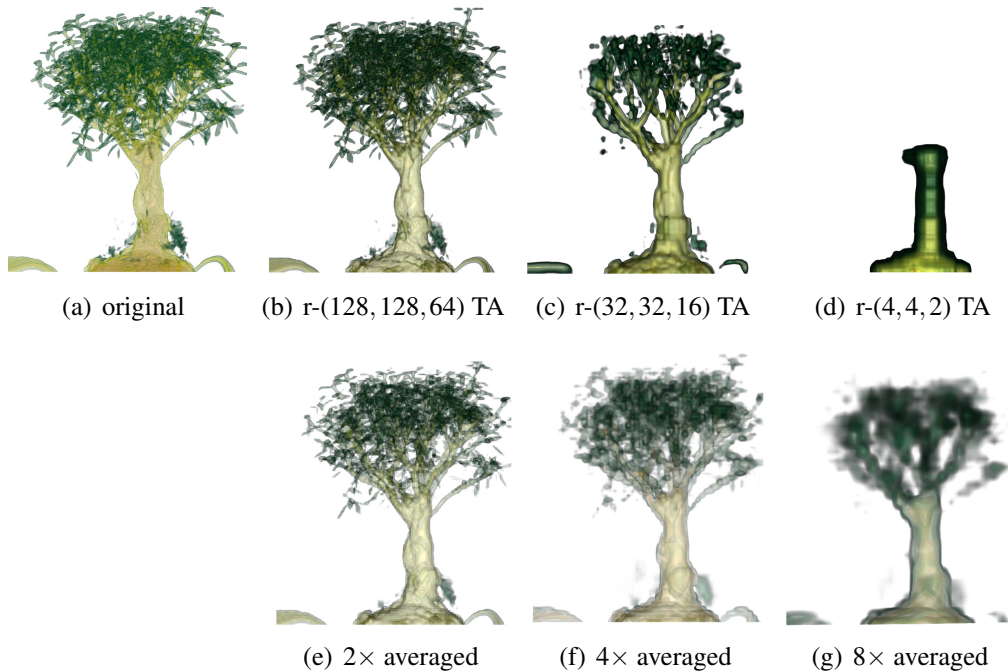 (a) original
(b) r-(128,128,64) TA
(c) r-(32,32,16) TA
(d) r-(4,4,2) TA
(e) 2× averaged
(f) 4× averaged
(g) 8× averaged